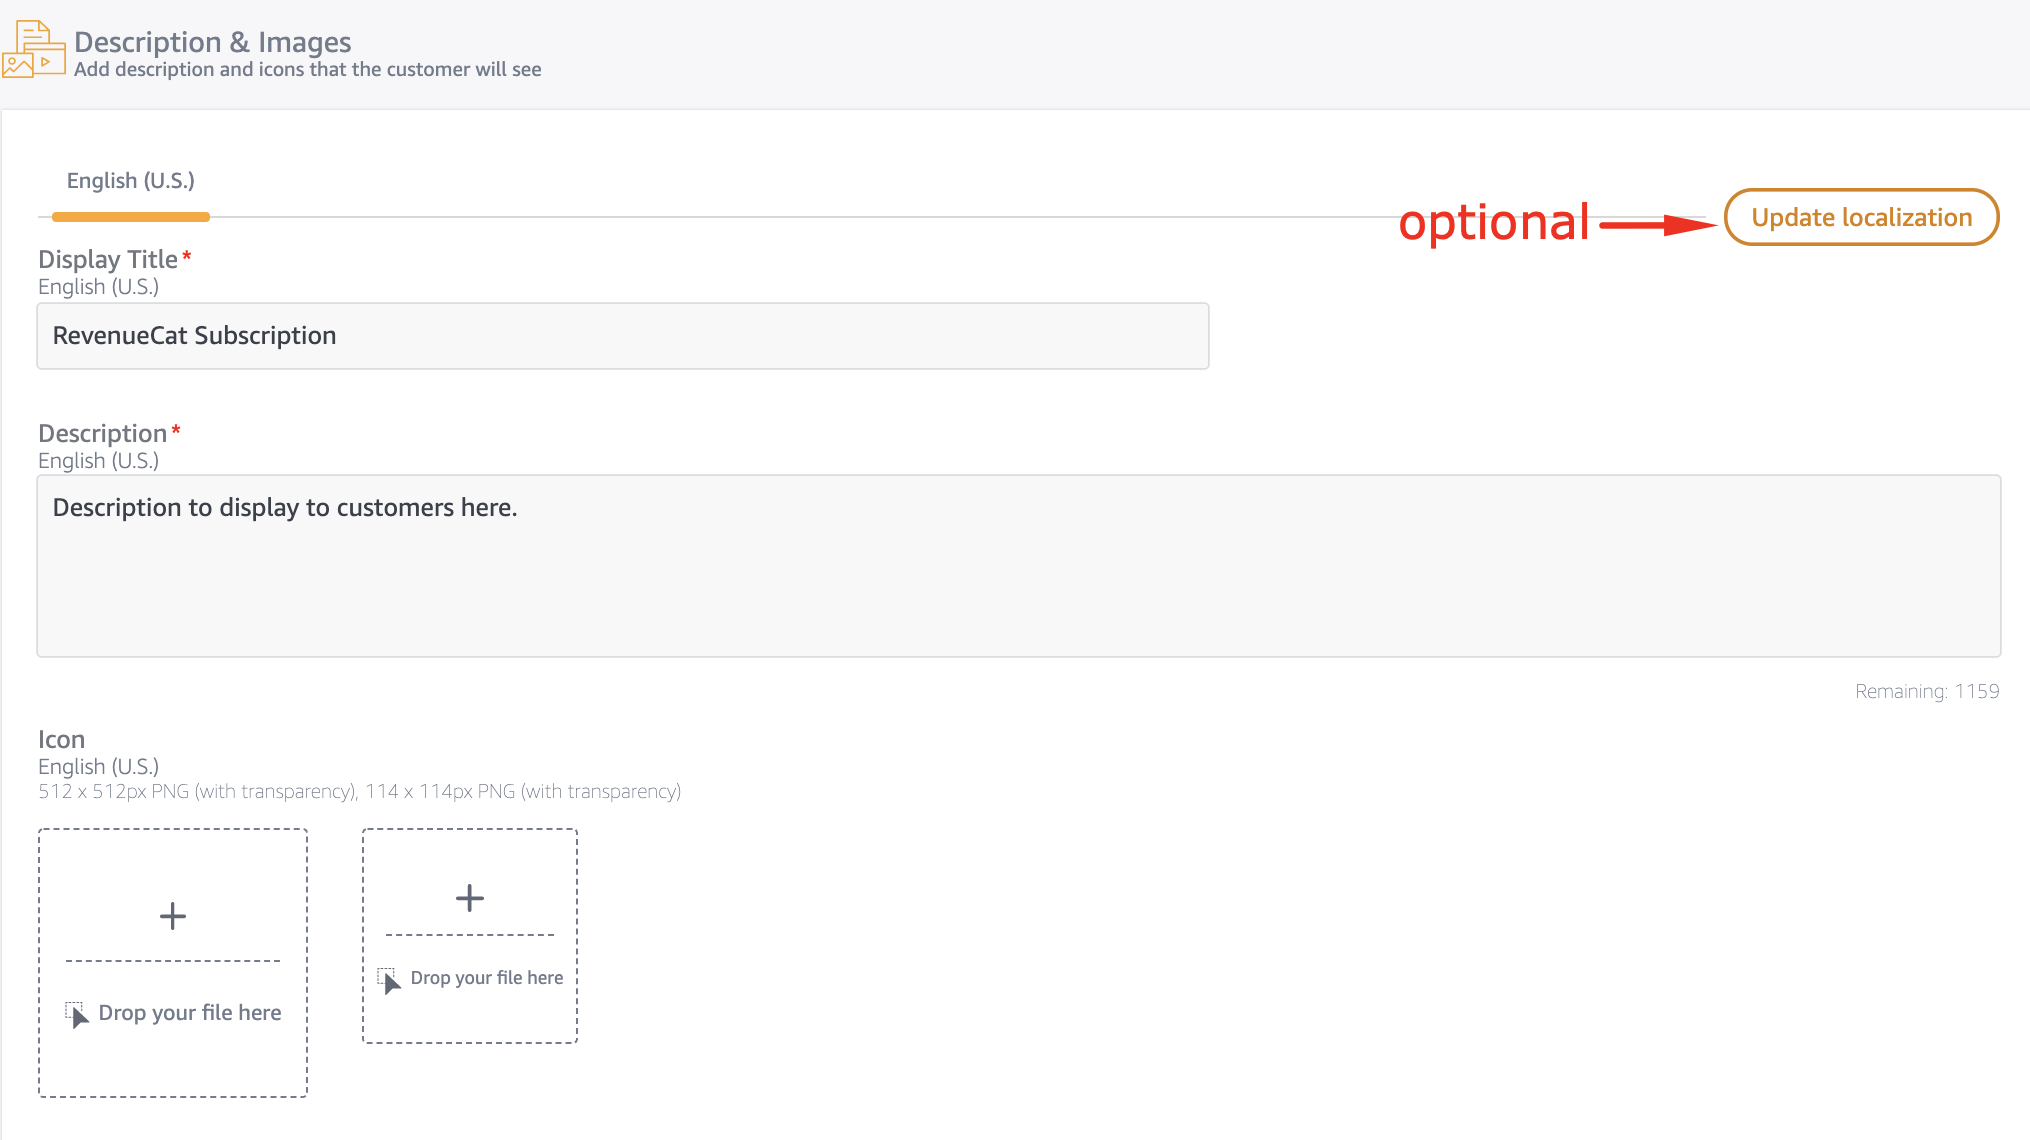 Description & Images
Add description and icons that the customer will see
English (U.S.)
optional
Update localization
Display Title*
English (U.S.)
RevenueCat Subscription
Description*
English (U.S.)
Description to display to customers here.
Remaining: 1159
Icon
English (U.S.)
512 x 512px PNG (with transparency), 114 x 114px PNG (with transparency)
Drop your file here
Drop your file here